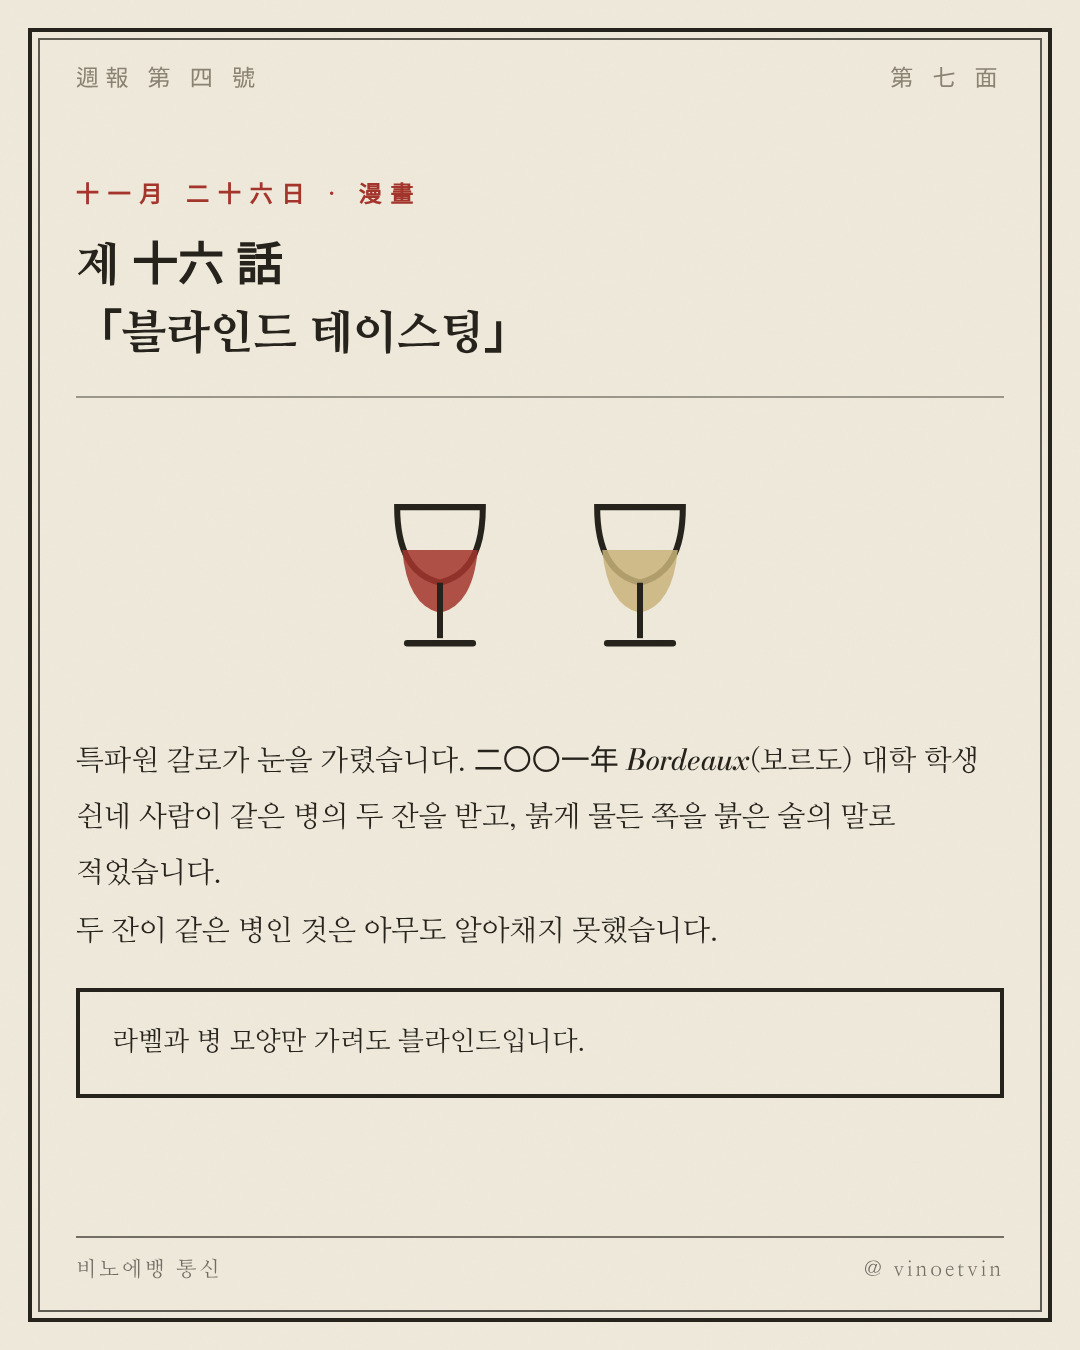 週報 第 四 號
第 七 面
十一月 二十六日 · 漫畫
제 十六 話
「블라인드 테이스팅」
특파원 갈로가 눈을 가렸습니다. 二〇〇一年 Bordeaux(보르도) 대학 학생
쉰네 사람이 같은 병의 두 잔을 받고, 붉게 물든 쪽을 붉은 술의 말로
적었습니다.
두 잔이 같은 병인 것은 아무도 알아채지 못했습니다.
라벨과 병 모양만 가려도 블라인드입니다.
비노에뱅 통신
@ vinoetvin